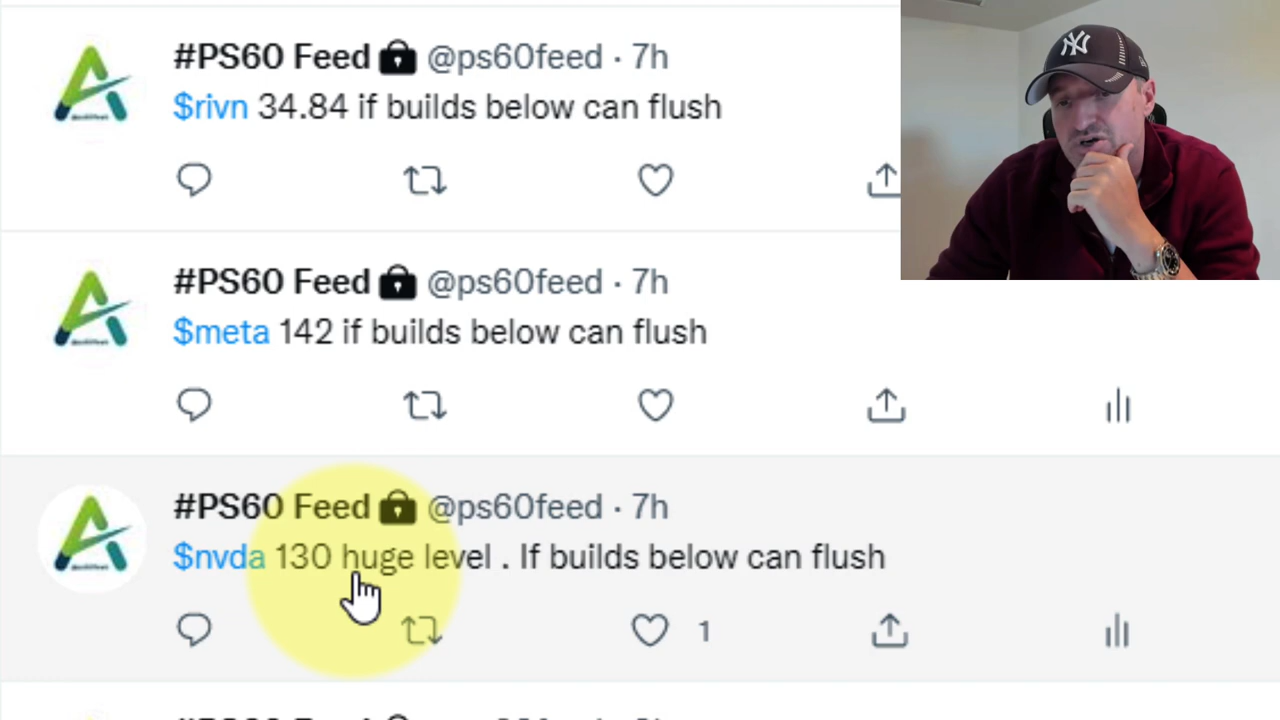 #PS60 Feed @ps60feed · 7h
$rivn 34.84 if builds below can flush
#PS60 Feed @ps60feed · 7h
$meta 142 if builds below can flush
#PS60 Feed @ps60feed · 7h
$nvda 130 huge level . If builds below can flush
1
NY